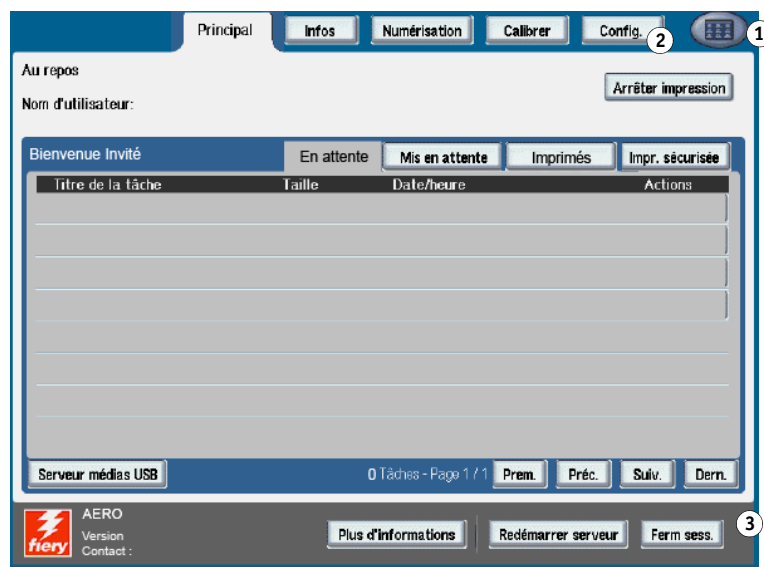 Principal Infos Numérisation Calibrer Config. 2 1
Au repos
Arrêter impression
Nom d'utilisateur:
Bienvenue Invité En attente Mis en attente Imprimés Impr. sécurisée
Titre de la tâche Taille Date/heure Actions
Serveur médias USB 0 Tâches - Page 1 / 1 Prem. Préc. Suiv. Dern.
AERO
fiery Version Plus d'informations Redémarrer serveur Ferm sess. 3
Contact :